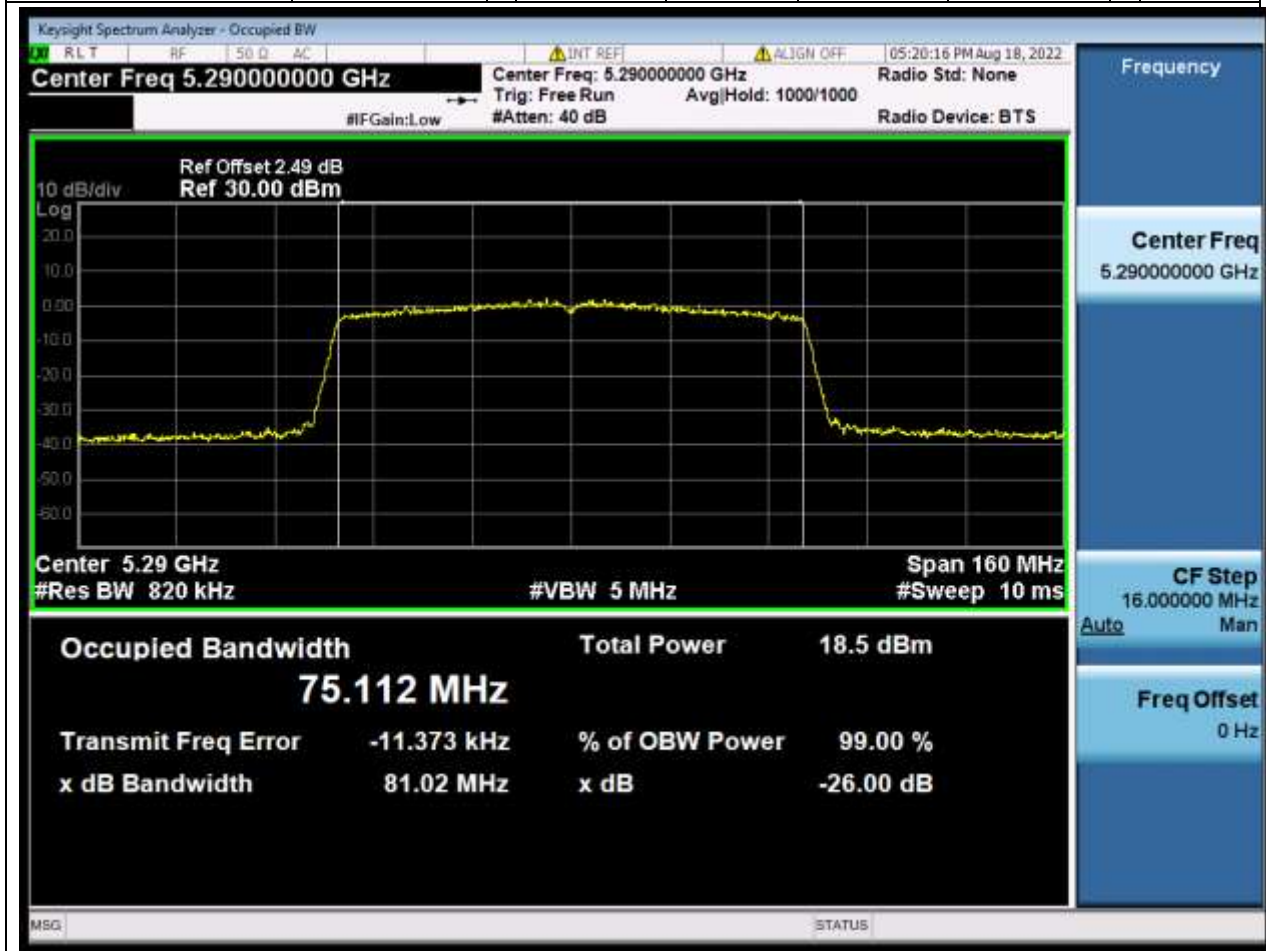 Keysight Spectrum Analyzer - Occupied BW
RLT RF 50 Ω AC INT REF ALIGN OFF 05:20:16 PM Aug 18, 2022
Center Freq 5.290000000 GHz
Center Freq: 5.290000000 GHz Radio Std: None
Trig: Free Run Avg|Hold: 1000/1000
#IFGain:Low #Atten: 40 dB Radio Device: BTS
Ref Offset 2.49 dB
10 dB/div Ref 30.00 dBm
Log
20.0
10.0
0.00
-10.0
-20.0
-30.0
-40.0
-50.0
-60.0
Center 5.29 GHz Span 160 MHz
#Res BW 820 kHz #VBW 5 MHz #Sweep 10 ms
Occupied Bandwidth Total Power 18.5 dBm
75.112 MHz
Transmit Freq Error -11.373 kHz % of OBW Power 99.00 %
x dB Bandwidth 81.02 MHz x dB -26.00 dB
Frequency
Center Freq
5.290000000 GHz
CF Step
16.000000 MHz
Auto Man
Freq Offset
0 Hz
MSG STATUS